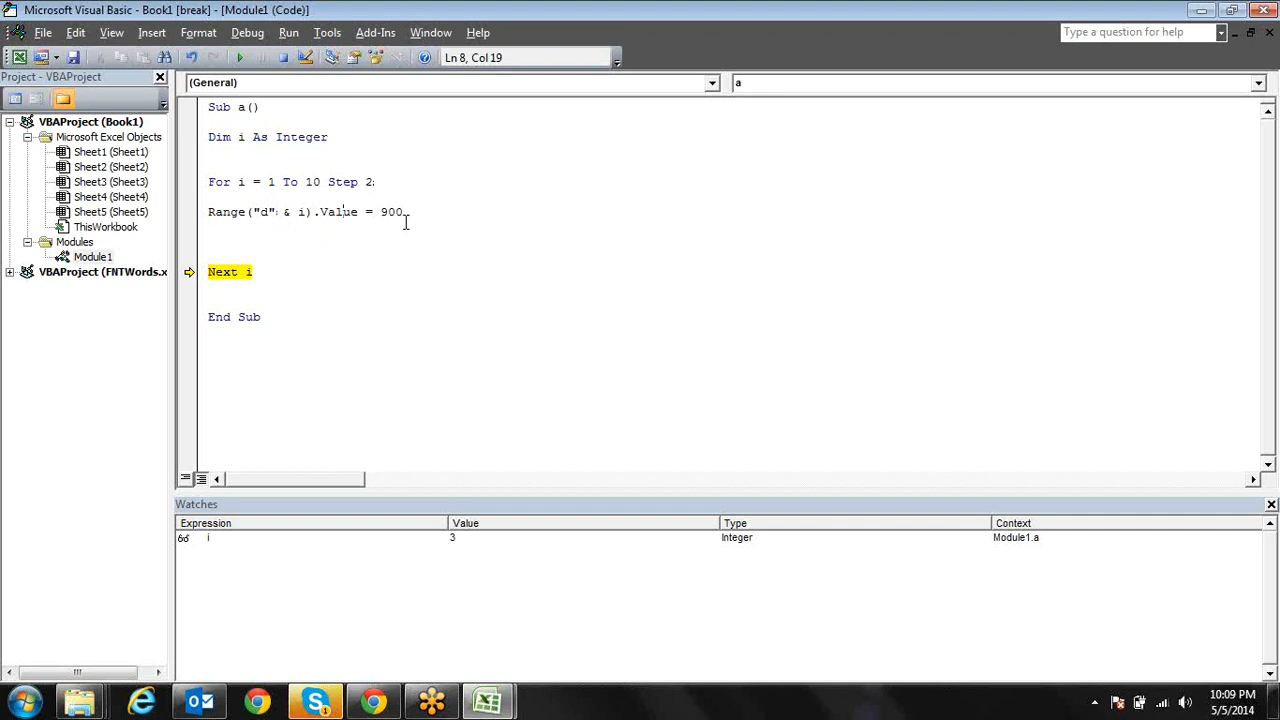 Microsoft Visual Basic - Book1 [break] - [Module1 (Code)]
File Edit View Insert Format Debug Run Tools Add-Ins Window Help
Type a question for help
Ln 8, Col 19
Project - VBAProject
(General)
a
VBAProject (Book1)
Microsoft Excel Objects
Sheet1 (Sheet1)
Sheet2 (Sheet2)
Sheet3 (Sheet3)
Sheet4 (Sheet4)
Sheet5 (Sheet5)
ThisWorkbook
Modules
Module1
VBAProject (FNTWords.x
Sub a()
Dim i As Integer
For i = 1 To 10 Step 2
Range("d" & i).Value = 900
Next i
End Sub
Watches
Expression Value Type Context
i 3 Integer Module1.a
1
10:09 PM
5/5/2014